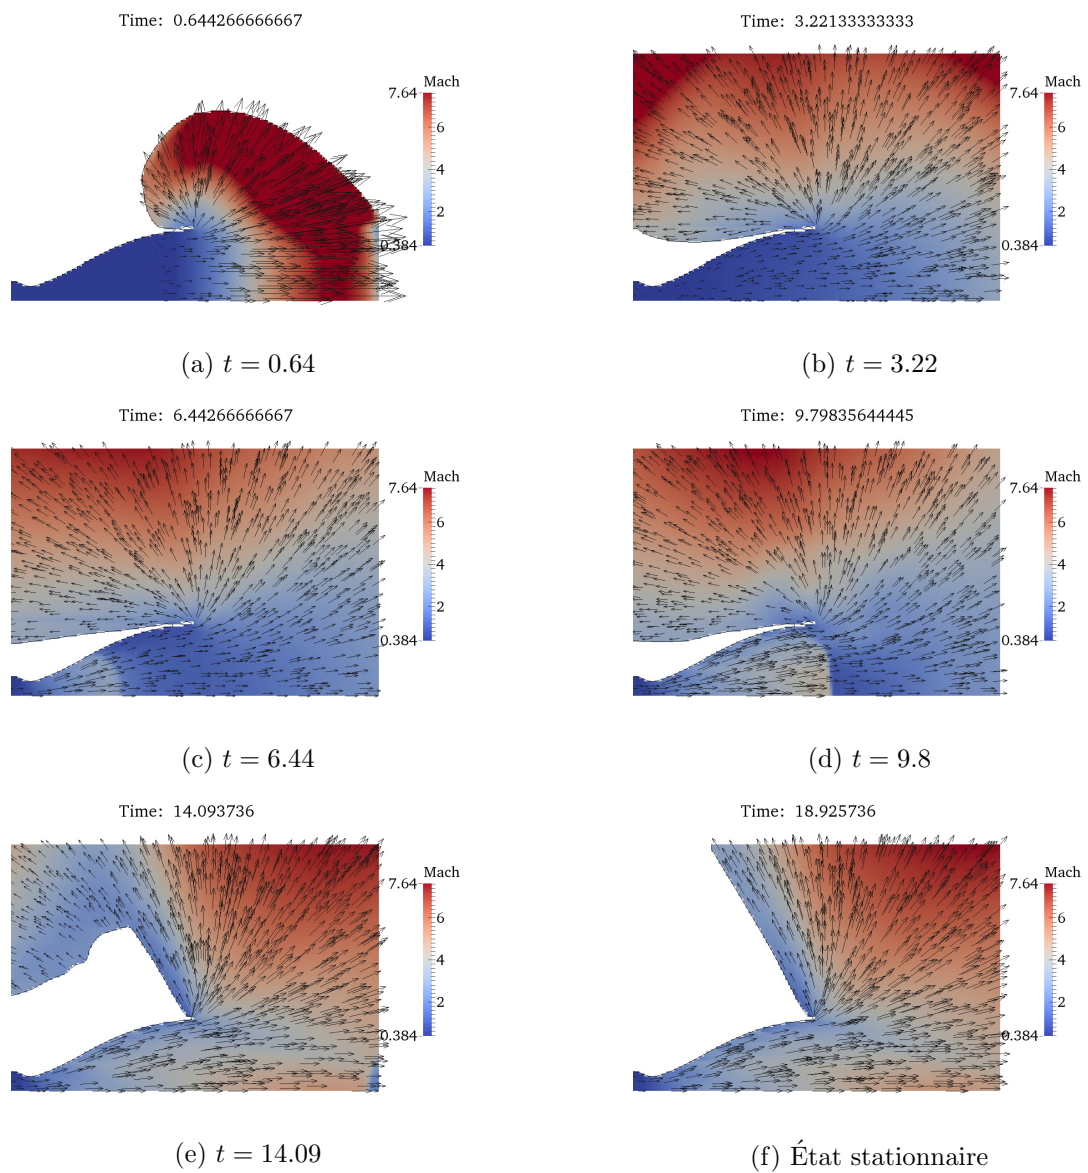 Time: 0.644266666667
Mach
7.64
6
4
2
0.384
(a) t = 0.64
Time: 3.22133333333
Mach
7.64
6
4
2
0.384
(b) t = 3.22
Time: 6.44266666667
Mach
7.64
6
4
2
0.384
(c) t = 6.44
Time: 9.79835644445
Mach
7.64
6
4
2
0.384
(d) t = 9.8
Time: 14.093736
Mach
7.64
6
4
2
0.384
(e) t = 14.09
Time: 18.925736
Mach
7.64
6
4
2
0.384
(f) État stationnaire